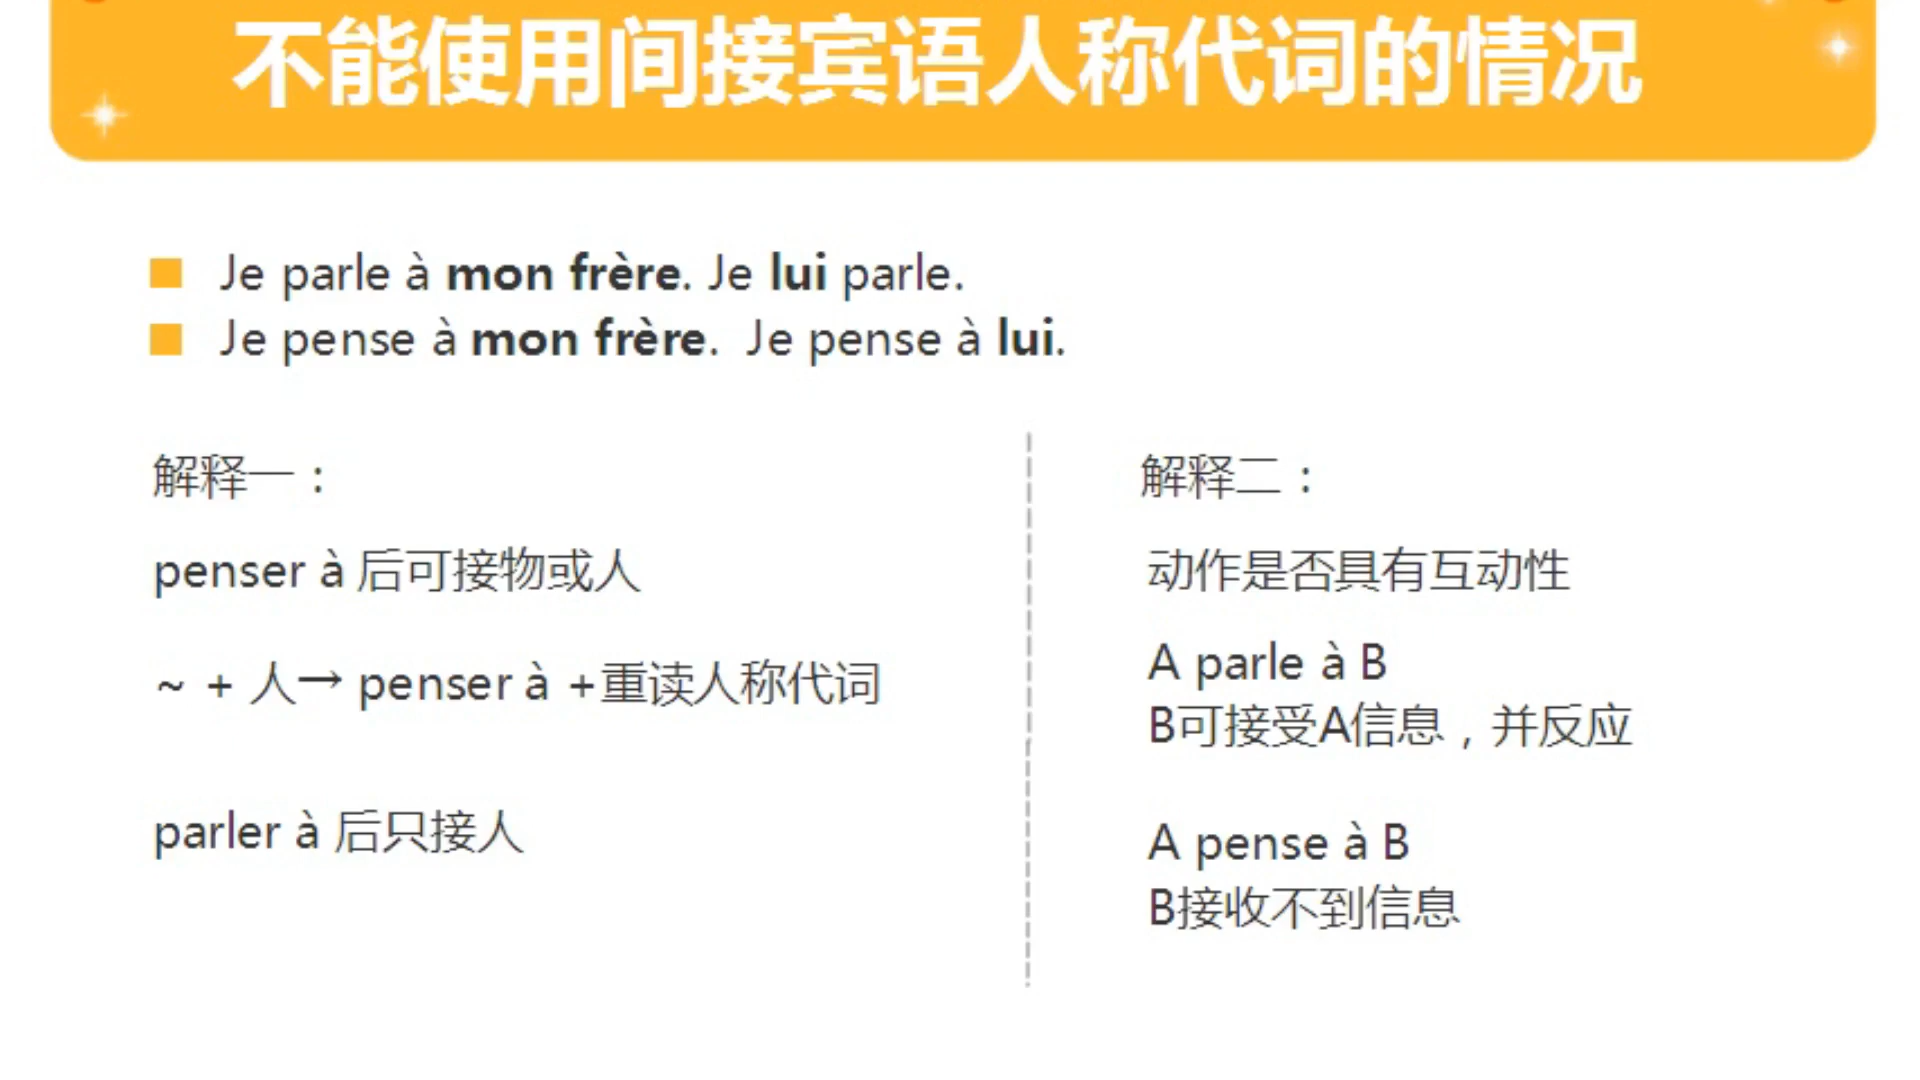 不能使用间接宾语人称代词的情况
Je parle à mon frère. Je lui parle.
Je pense à mon frère. Je pense à lui.
解释一：
penser à 后可接物或人
~ + 人→ penser à +重读人称代词
parler à 后只接人
解释二：
动作是否具有互动性
A parle à B
B可接受A信息，并反应
A pense à B
B接收不到信息